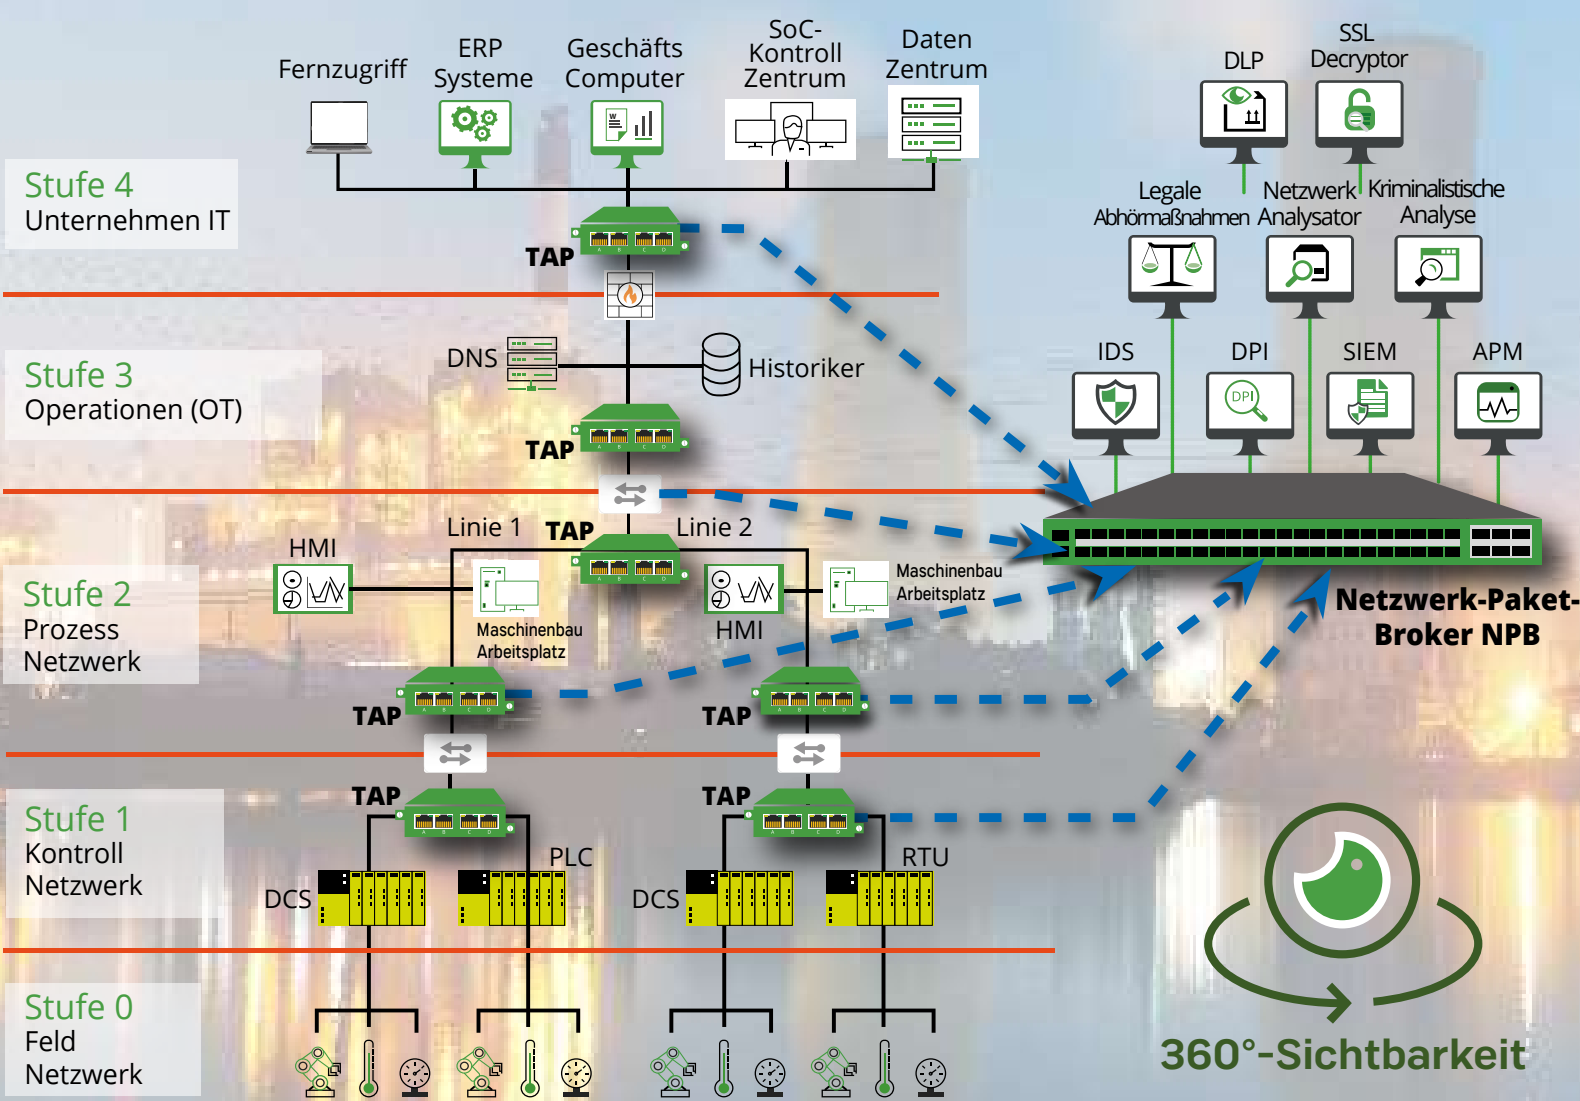 Fernzugriff
ERP
Systeme
Geschäfts
Computer
SoC-
Kontroll
Zentrum
Daten
Zentrum
DLP
SSL
Decryptor
Stufe 4
Unternehmen IT
TAP
Legale
Abhörmaßnahmen
Netzwerk
Analysator
Kriminalistische
Analyse
Stufe 3
Operationen (OT)
DNS
Historiker
TAP
IDS
DPI
SIEM
APM
DPI
Linie 1
TAP
Linie 2
HMI
Maschinenbau
Arbeitsplatz
HMI
Maschinenbau
Arbeitsplatz
Stufe 2
Prozess
Netzwerk
TAP
TAP
Netzwerk-Paket-
Broker NPB
Stufe 1
Kontroll
Netzwerk
TAP
TAP
DCS
PLC
DCS
RTU
Stufe 0
Feld
Netzwerk
360°-Sichtbarkeit